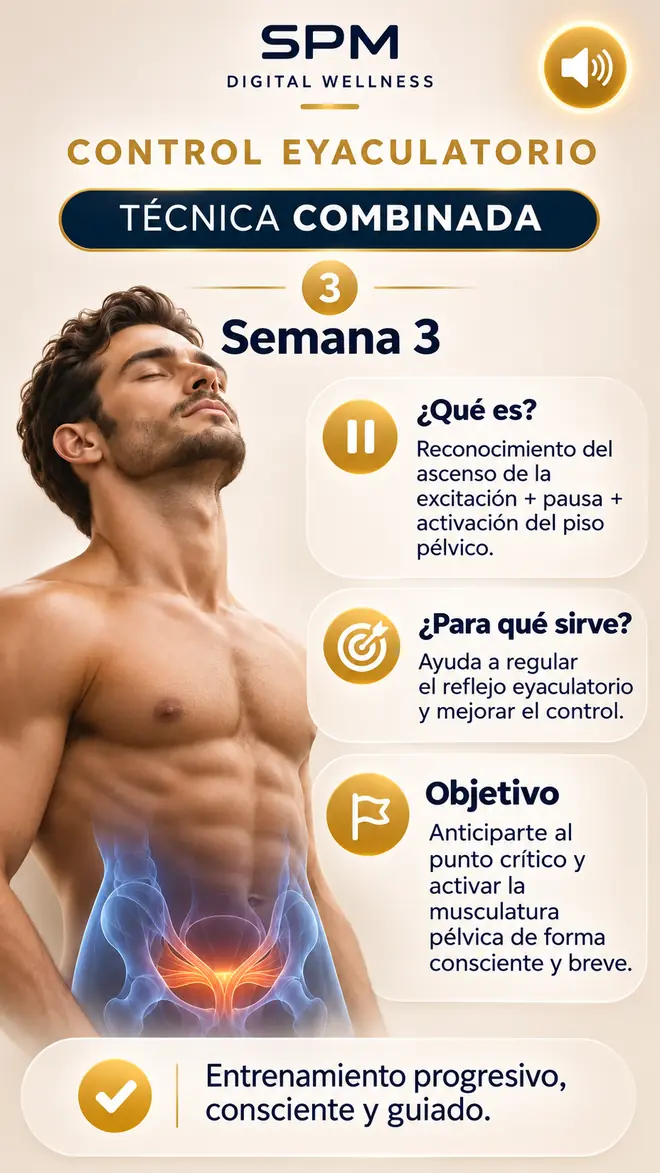 SPM
DIGITAL WELLNESS
CONTROL EYACULATORIO
TÉCNICA COMBINADA
3
Semana 3
¿Qué es?
Reconocimiento del
ascenso de la
excitación + pausa +
activación del piso
pélvico.
¿Para qué sirve?
Ayuda a regular
el reflejo eyaculatorio
y mejorar el control.
Objetivo
Anticiparte al
punto crítico y
activar la
musculatura
pélvica de forma
consciente y breve.
Entrenamiento progresivo,
consciente y guiado.